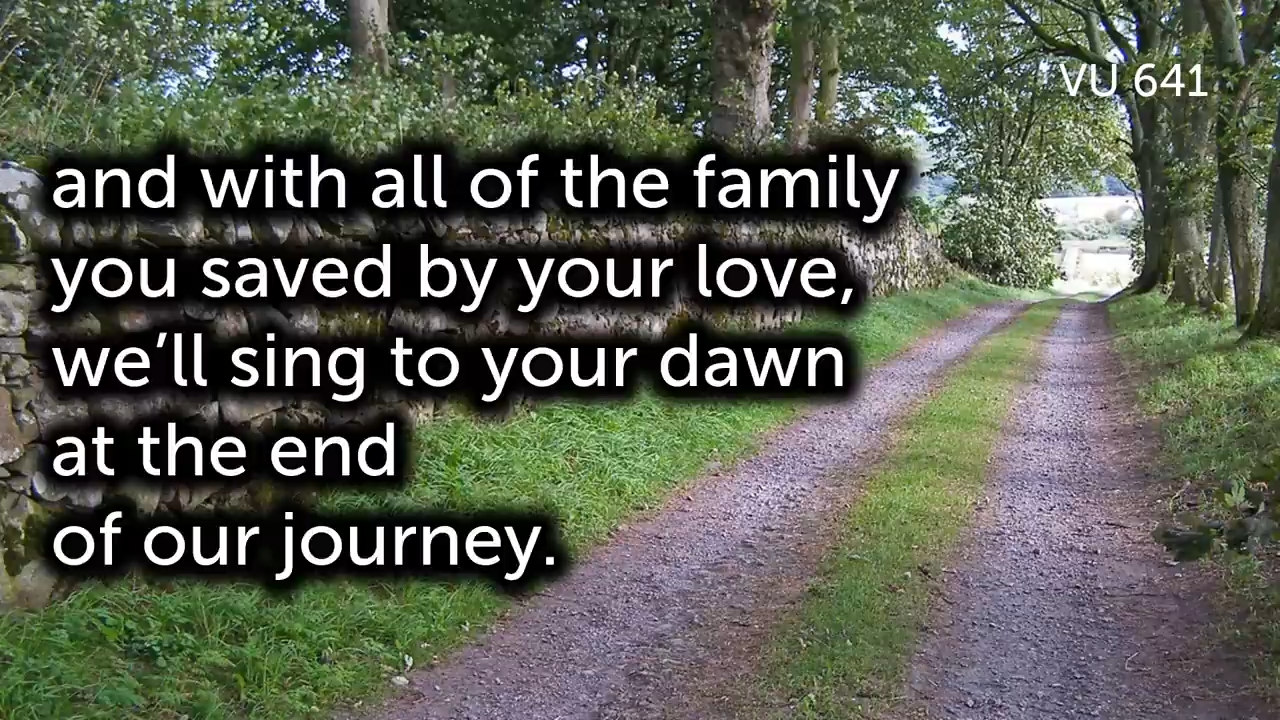 VU 641
and with all of the family
you saved by your love,
we’ll sing to your dawn
at the end
of our journey.